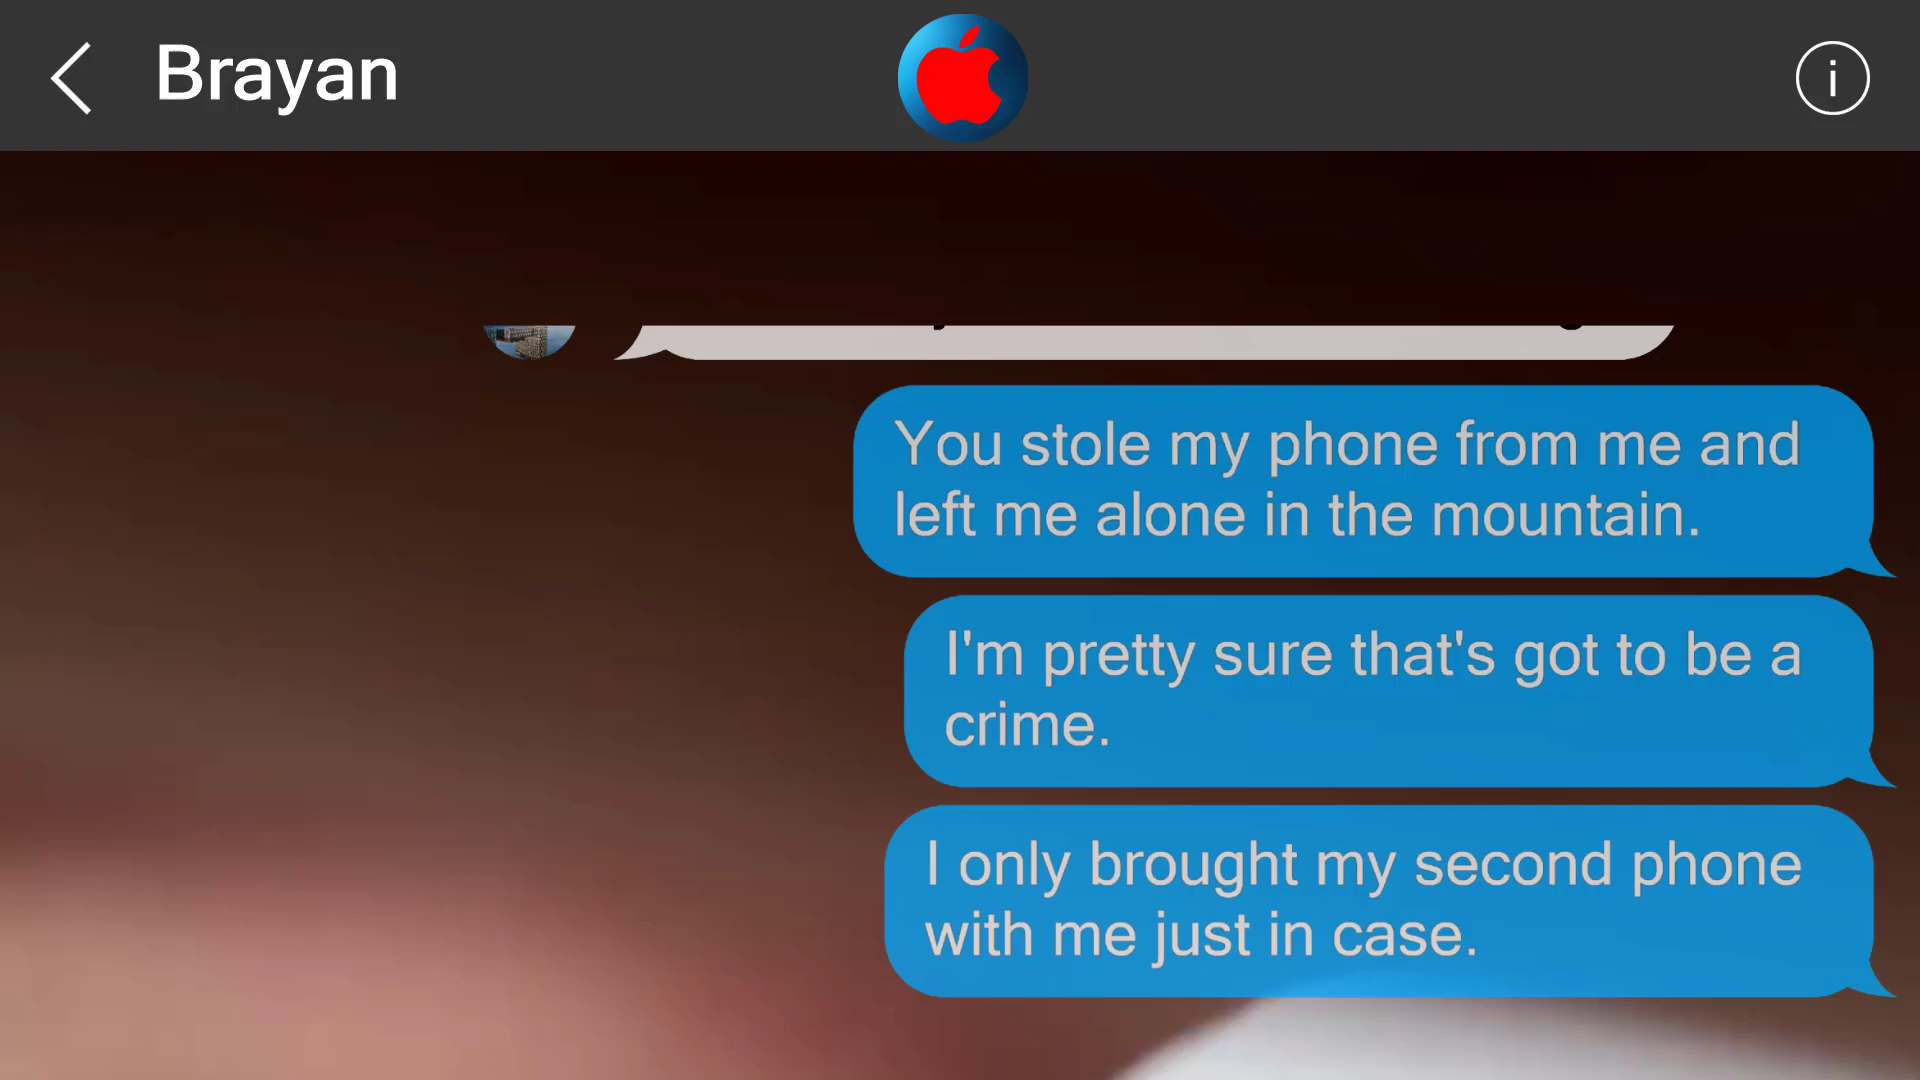 Brayan
You stole my phone from me and
left me alone in the mountain.
I'm pretty sure that's got to be a
crime.
I only brought my second phone
with me just in case.